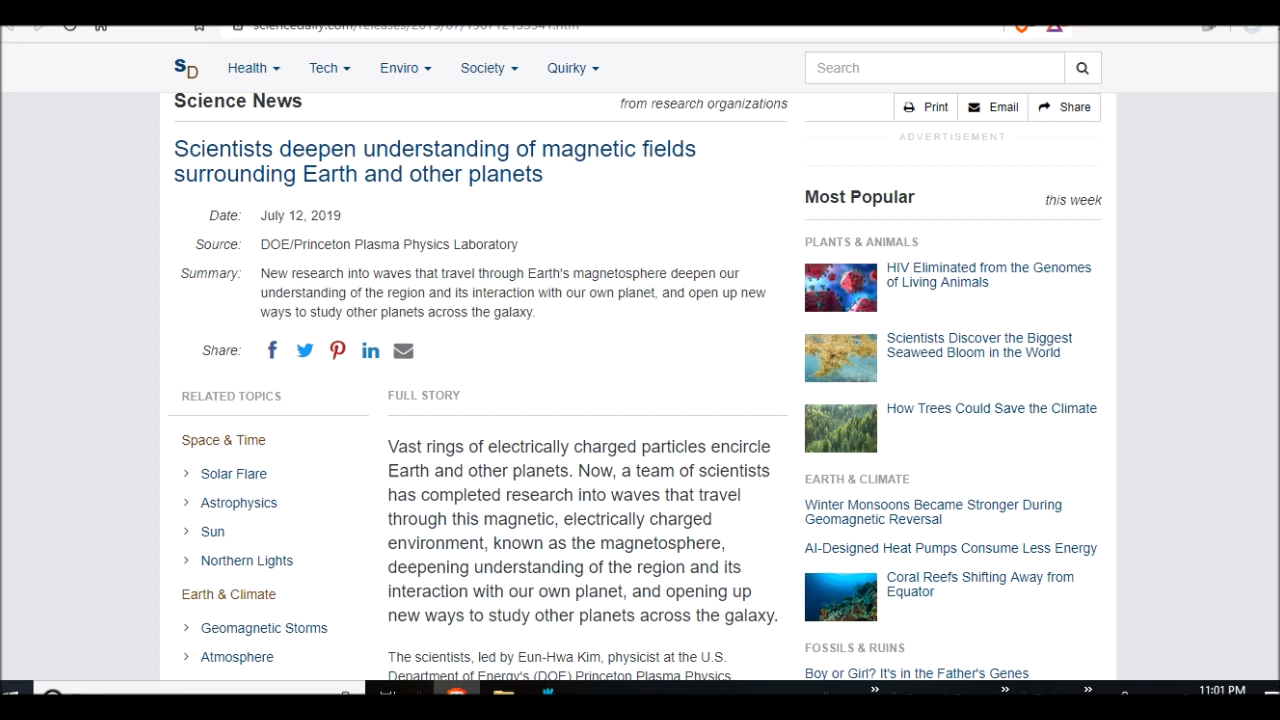 SD
Health
Tech
Enviro
Society
Quirky
Search
Science News
from research organizations
Print
Email
Share
ADVERTISEMENT
Scientists deepen understanding of magnetic fields
surrounding Earth and other planets
Date: July 12, 2019
Source: DOE/Princeton Plasma Physics Laboratory
Summary: New research into waves that travel through Earth's magnetosphere deepen our
understanding of the region and its interaction with our own planet, and open up new
ways to study other planets across the galaxy.
Share:
RELATED TOPICS
Space & Time
Solar Flare
Astrophysics
Sun
Northern Lights
Earth & Climate
Geomagnetic Storms
Atmosphere
FULL STORY
Vast rings of electrically charged particles encircle
Earth and other planets. Now, a team of scientists
has completed research into waves that travel
through this magnetic, electrically charged
environment, known as the magnetosphere,
deepening understanding of the region and its
interaction with our own planet, and opening up
new ways to study other planets across the galaxy.
The scientists, led by Eun-Hwa Kim, physicist at the U.S.
Department of Energy's (DOE) Princeton Plasma Physics
Most Popular
this week
PLANTS & ANIMALS
HIV Eliminated from the Genomes
of Living Animals
Scientists Discover the Biggest
Seaweed Bloom in the World
How Trees Could Save the Climate
EARTH & CLIMATE
Winter Monsoons Became Stronger During
Geomagnetic Reversal
AI-Designed Heat Pumps Consume Less Energy
Coral Reefs Shifting Away from
Equator
FOSSILS & RUINS
Boy or Girl? It's in the Father's Genes
11:01 PM